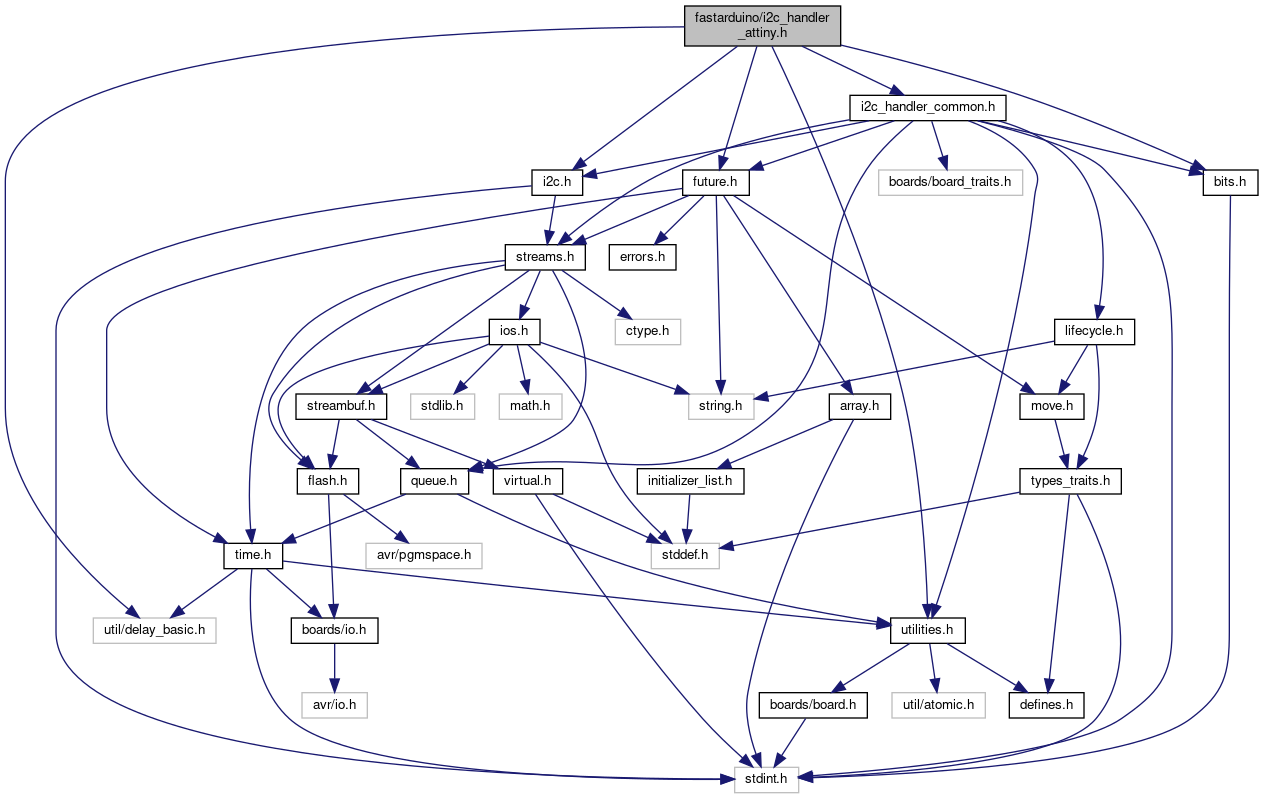 fastarduino/i2c_handler
_attiny.h
i2c_handler_common.h
i2c.h
future.h
boards/board_traits.h
bits.h
streams.h
errors.h
ios.h
ctype.h
lifecycle.h
streambuf.h
stdlib.h
math.h
string.h
array.h
move.h
flash.h
queue.h
virtual.h
initializer_list.h
types_traits.h
time.h
avr/pgmspace.h
stddef.h
util/delay_basic.h
boards/io.h
utilities.h
avr/io.h
boards/board.h
util/atomic.h
defines.h
stdint.h